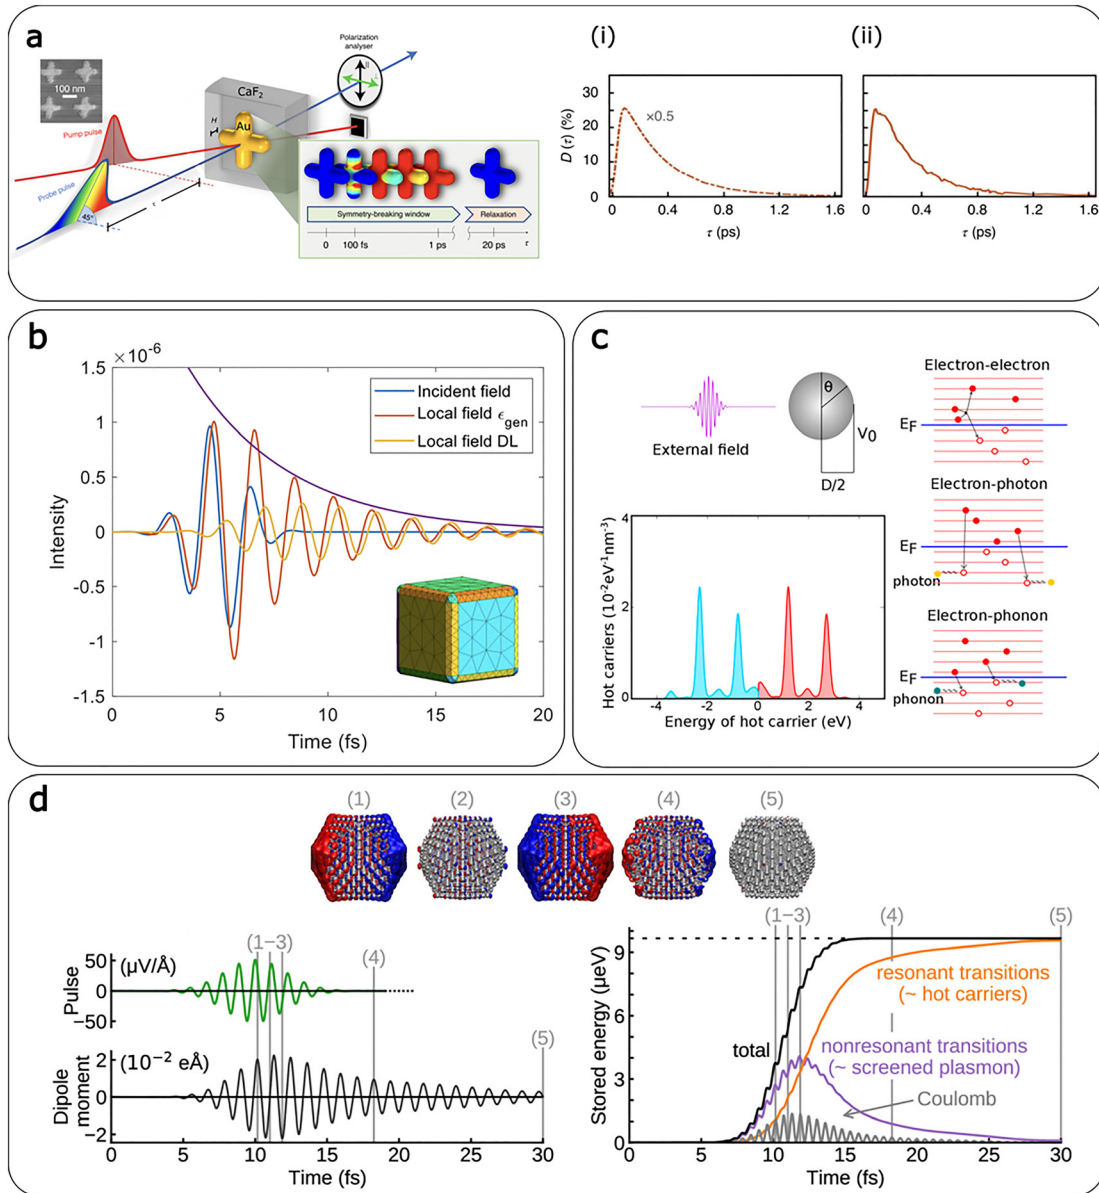 a
100 nm
Pump pulse
Probe pulse
45°
τ
CaF2
H
Au
Polarization
analyser
||
⊥
Symmetry-breaking window
Relaxation
0
100 fs
1 ps
20 ps
τ
(i)
D (τ) (%)
30
20
10
0
×0.5
0
0.4
0.8
1.2
1.6
τ (ps)
(ii)
0
0.4
0.8
1.2
1.6
τ (ps)
b
×10-6
1.5
1
0.5
0
-0.5
-1
-1.5
Intensity
Incident field
Local field ϵgen
Local field DL
0
5
10
15
20
Time (fs)
c
External field
θ
V0
D/2
Hot carriers (10-2eV-1nm-3)
4
2
0
-4
-2
0
2
4
Energy of hot carrier (eV)
Electron-electron
EF
Electron-photon
EF
photon
Electron-phonon
EF
phonon
d
(1)
(2)
(3)
(4)
(5)
Pulse
50
0
−50
(μV/Å)
(1−3)
(4)
(5)
Dipole
moment
2
0
−2
(10−2 eÅ)
0
5
10
15
20
25
30
Time (fs)
Stored energy (μeV)
9
6
3
0
(1−3)
(4)
(5)
total
resonant transitions
(~ hot carriers)
nonresonant transitions
(~ screened plasmon)
Coulomb
0
5
10
15
20
25
30
Time (fs)